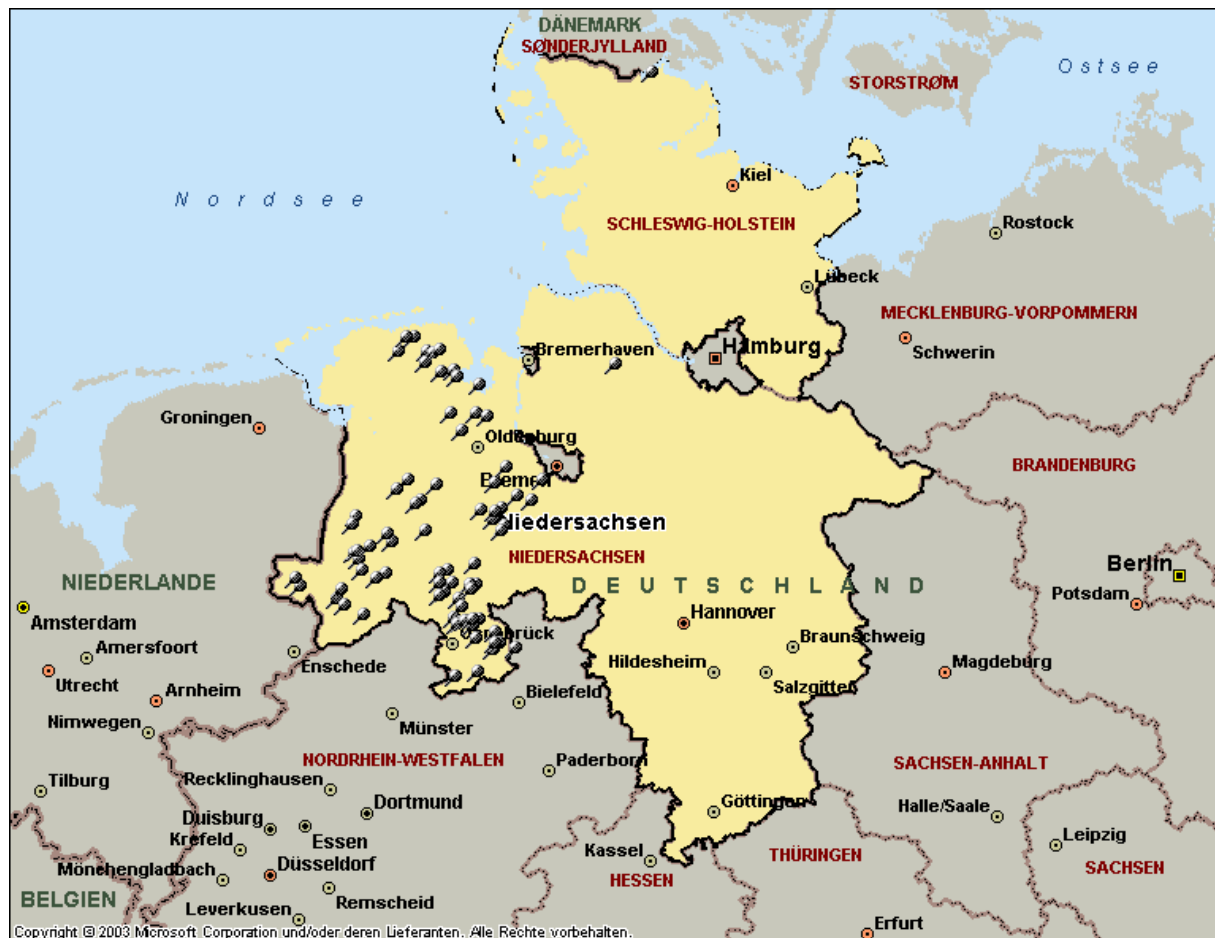 DÄNEMARK
SØNDERJYLLAND
Ostsee
STORSTRØM
Kiel
Nordsee
SCHLESWIG-HOLSTEIN
Rostock
Lübeck
MECKLENBURG-VORPOMMERN
Hamburg
Bremerhaven
Schwerin
Groningen
Oldenburg
BRANDENBURG
Bremen
Niedersachsen
NIEDERSACHSEN
Berlin
NIEDERLANDE
DEUTSCHLAND
Potsdam
Amsterdam
Hannover
Osnabrück
Braunschweig
Amersfoort
Enschede
Hildesheim
Magdeburg
Utrecht
Arnheim
Salzgitter
Bielefeld
Nimwegen
Münster
NORDRHEIN-WESTFALEN
SACHSEN-ANHALT
Paderborn
Tilburg
Recklinghausen
Dortmund
Göttingen
Halle/Saale
Duisburg
Essen
Krefeld
Leipzig
Kassel
THÜRINGEN
Mönchengladbach
Düsseldorf
HESSEN
SACHSEN
BELGIEN
Remscheid
Leverkusen
Erfurt
Copyright © 2003 Microsoft Corporation und/oder deren Lieferanten. Alle Rechte vorbehalten.